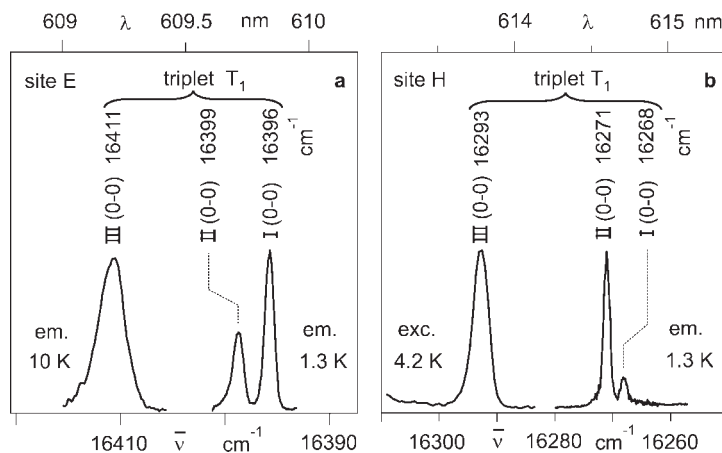 609 λ 609.5 nm 610
site E triplet T₁ a
III (0-0) 16411
II (0-0) 16399
I (0-0) 16396
cm⁻¹
em.
10 K
em.
1.3 K
16410 ν̄ cm⁻¹ 16390
614 λ 615 nm
site H triplet T₁ b
III (0-0) 16293
II (0-0) 16271
I (0-0) 16268
cm⁻¹
exc.
4.2 K
em.
1.3 K
16300 ν̄ 16280 cm⁻¹ 16260